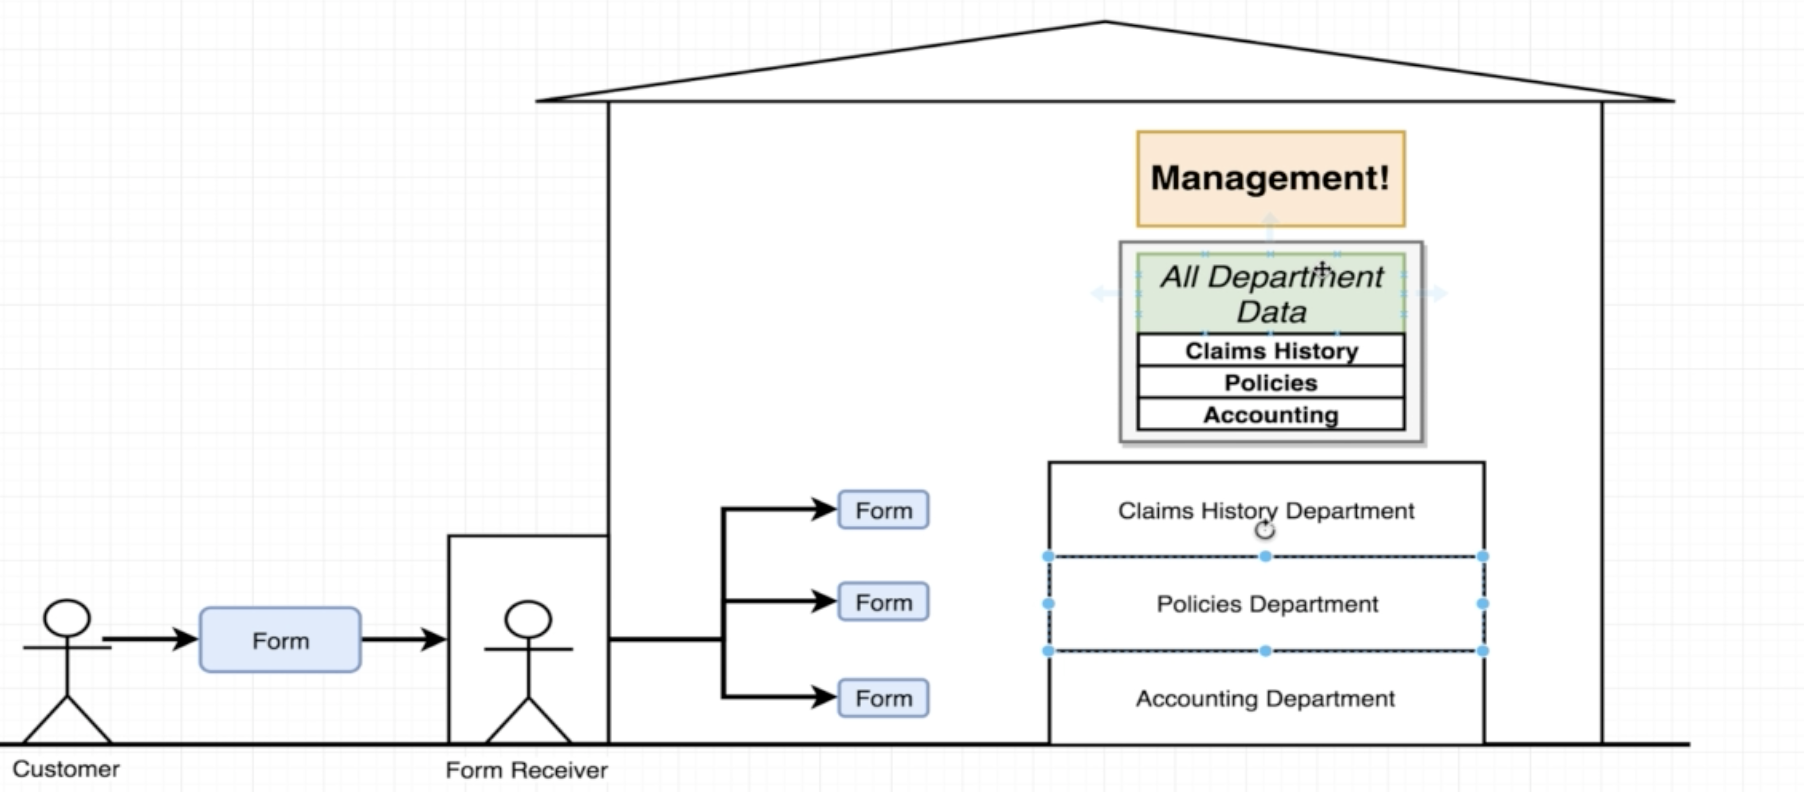 Management!
All Department
Data
Claims History
Policies
Accounting
Form
Claims History Department
Form
Policies Department
Form
Form
Accounting Department
Customer
Form Receiver